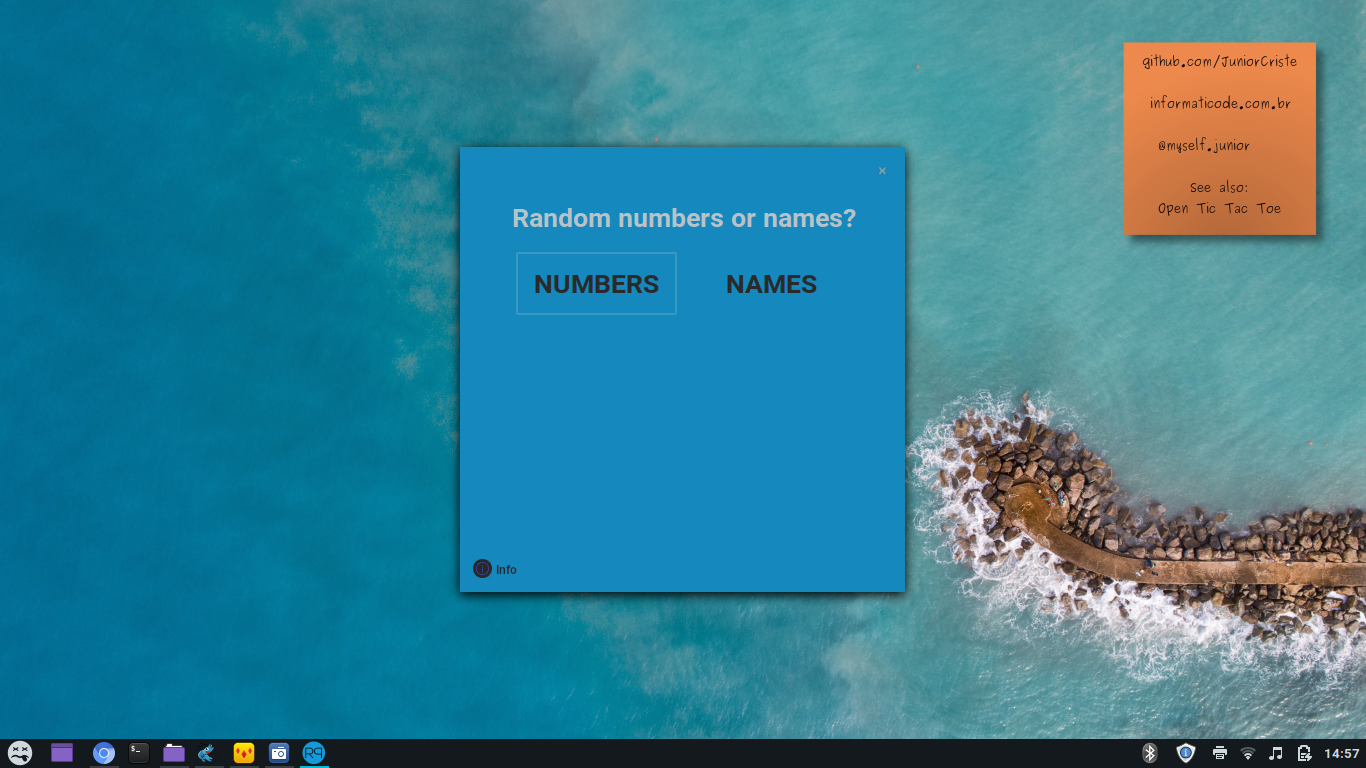 github.com/JuniorCriste
informaticode.com.br
@myself.junior
See also:
Open Tic Tac Toe
×
Random numbers or names?
NUMBERS
NAMES
Info
$_
RP
14:57